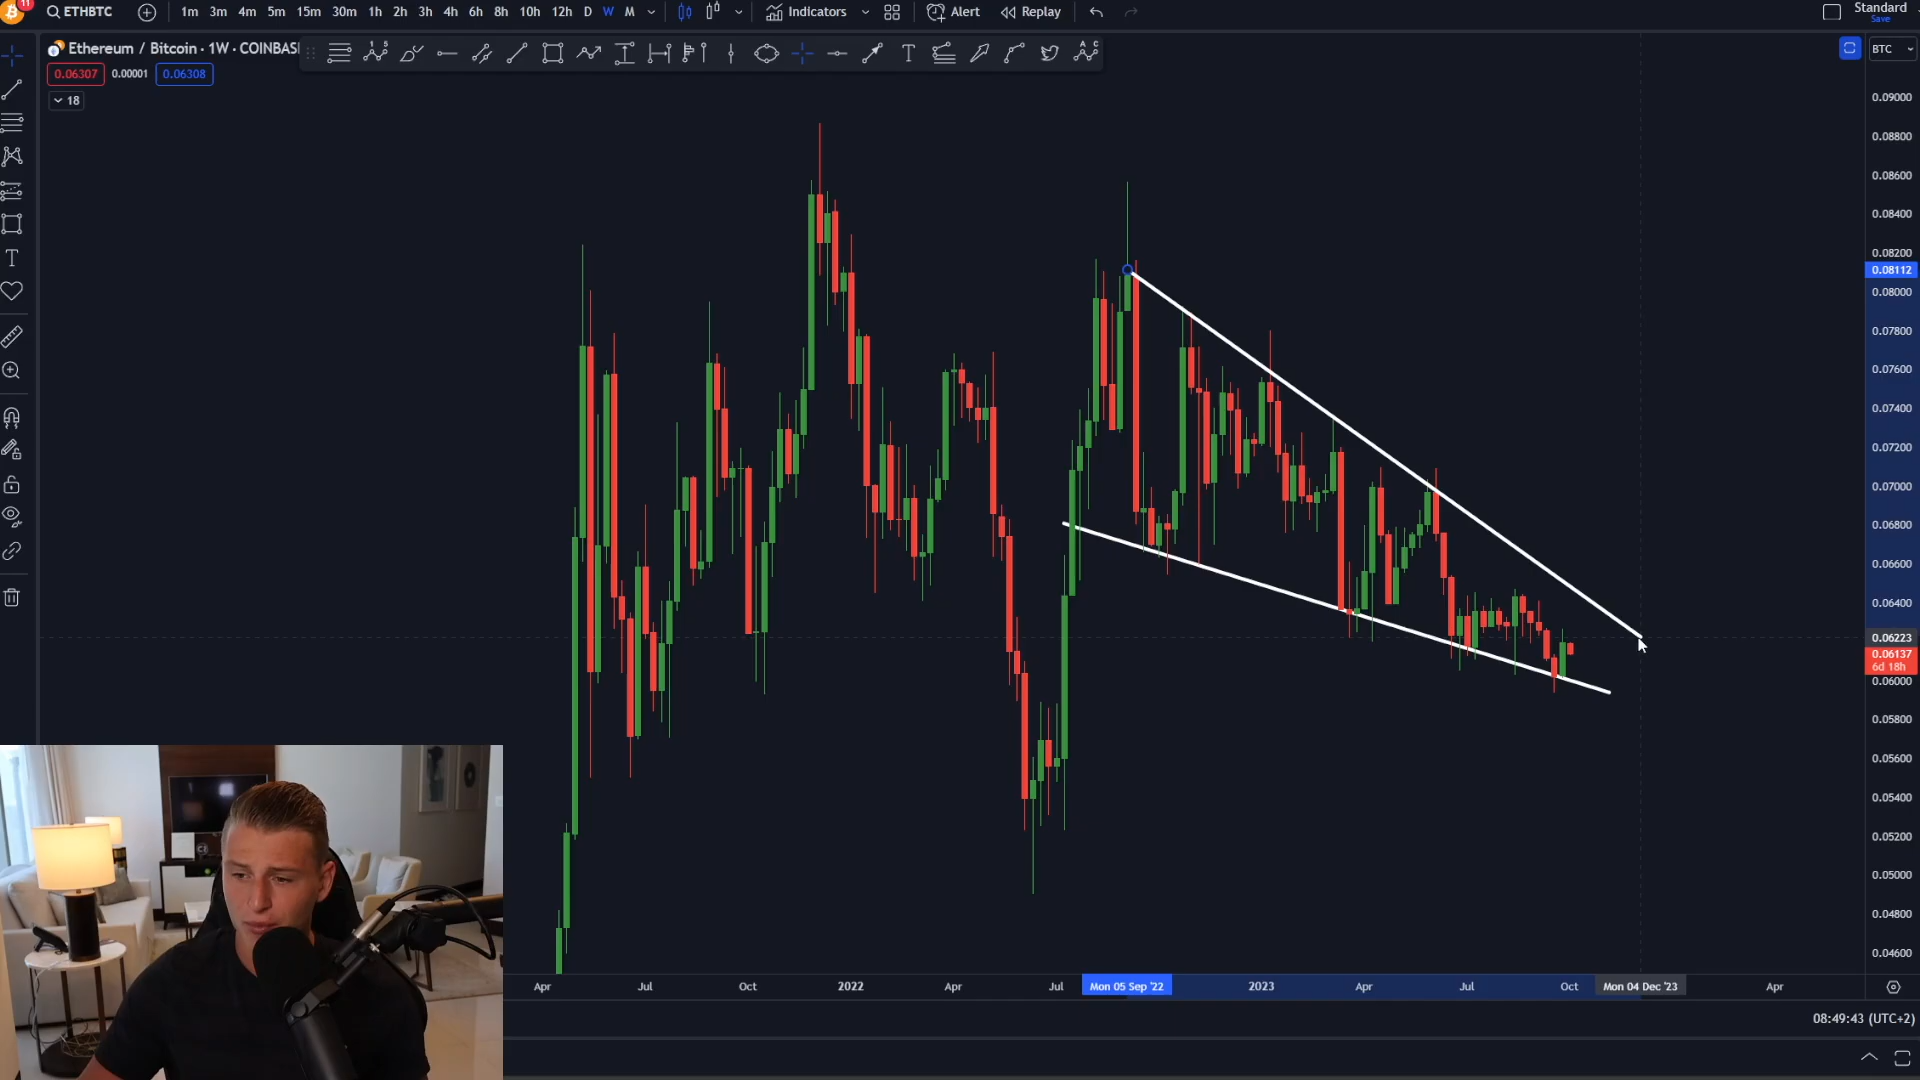 11
ETHBTC
1m 3m 4m 5m 15m 30m 1h 2h 3h 4h 6h 8h 10h 12h D W M
Indicators
Alert
Replay
Standard
Save
Ethereum / Bitcoin · 1W · COINBAS
BTC
0.06307
0.00001
0.06308
18
0.09000
0.08800
0.08600
0.08400
0.08200
0.08112
0.08000
0.07800
0.07600
0.07400
0.07200
0.07000
0.06800
0.06600
0.06400
0.06223
0.06137
6d 18h
0.06000
0.05800
0.05600
0.05400
0.05200
0.05000
0.04800
0.04600
Apr Jul Oct 2022 Apr Jul Mon 05 Sep '22 2023 Apr Jul Oct Mon 04 Dec '23 Apr
08:49:43 (UTC+2)